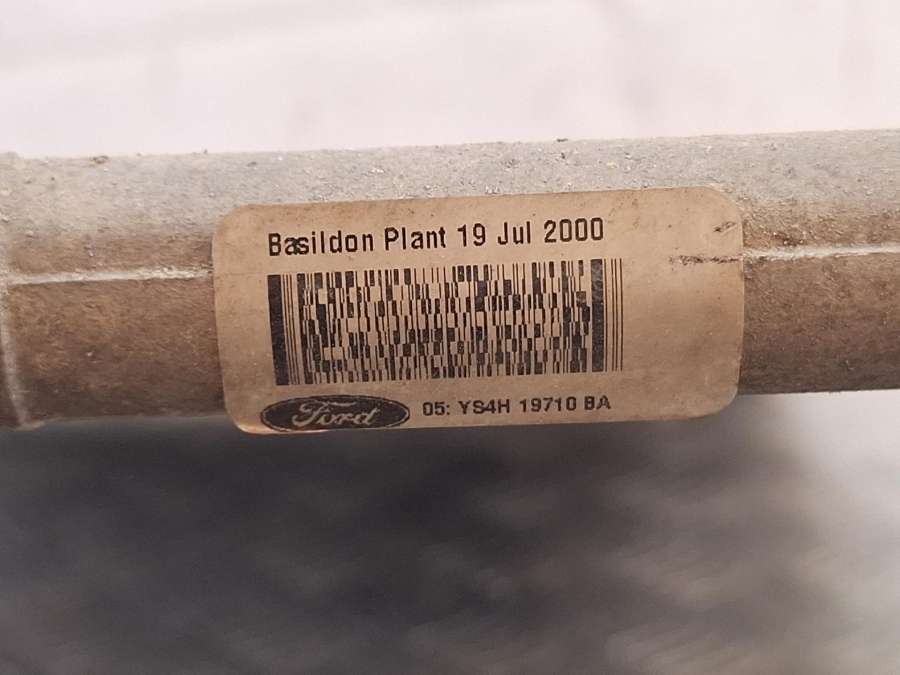 Basildon Plant 19 Jul 2000
Ford 05: YS4H 19710 BA